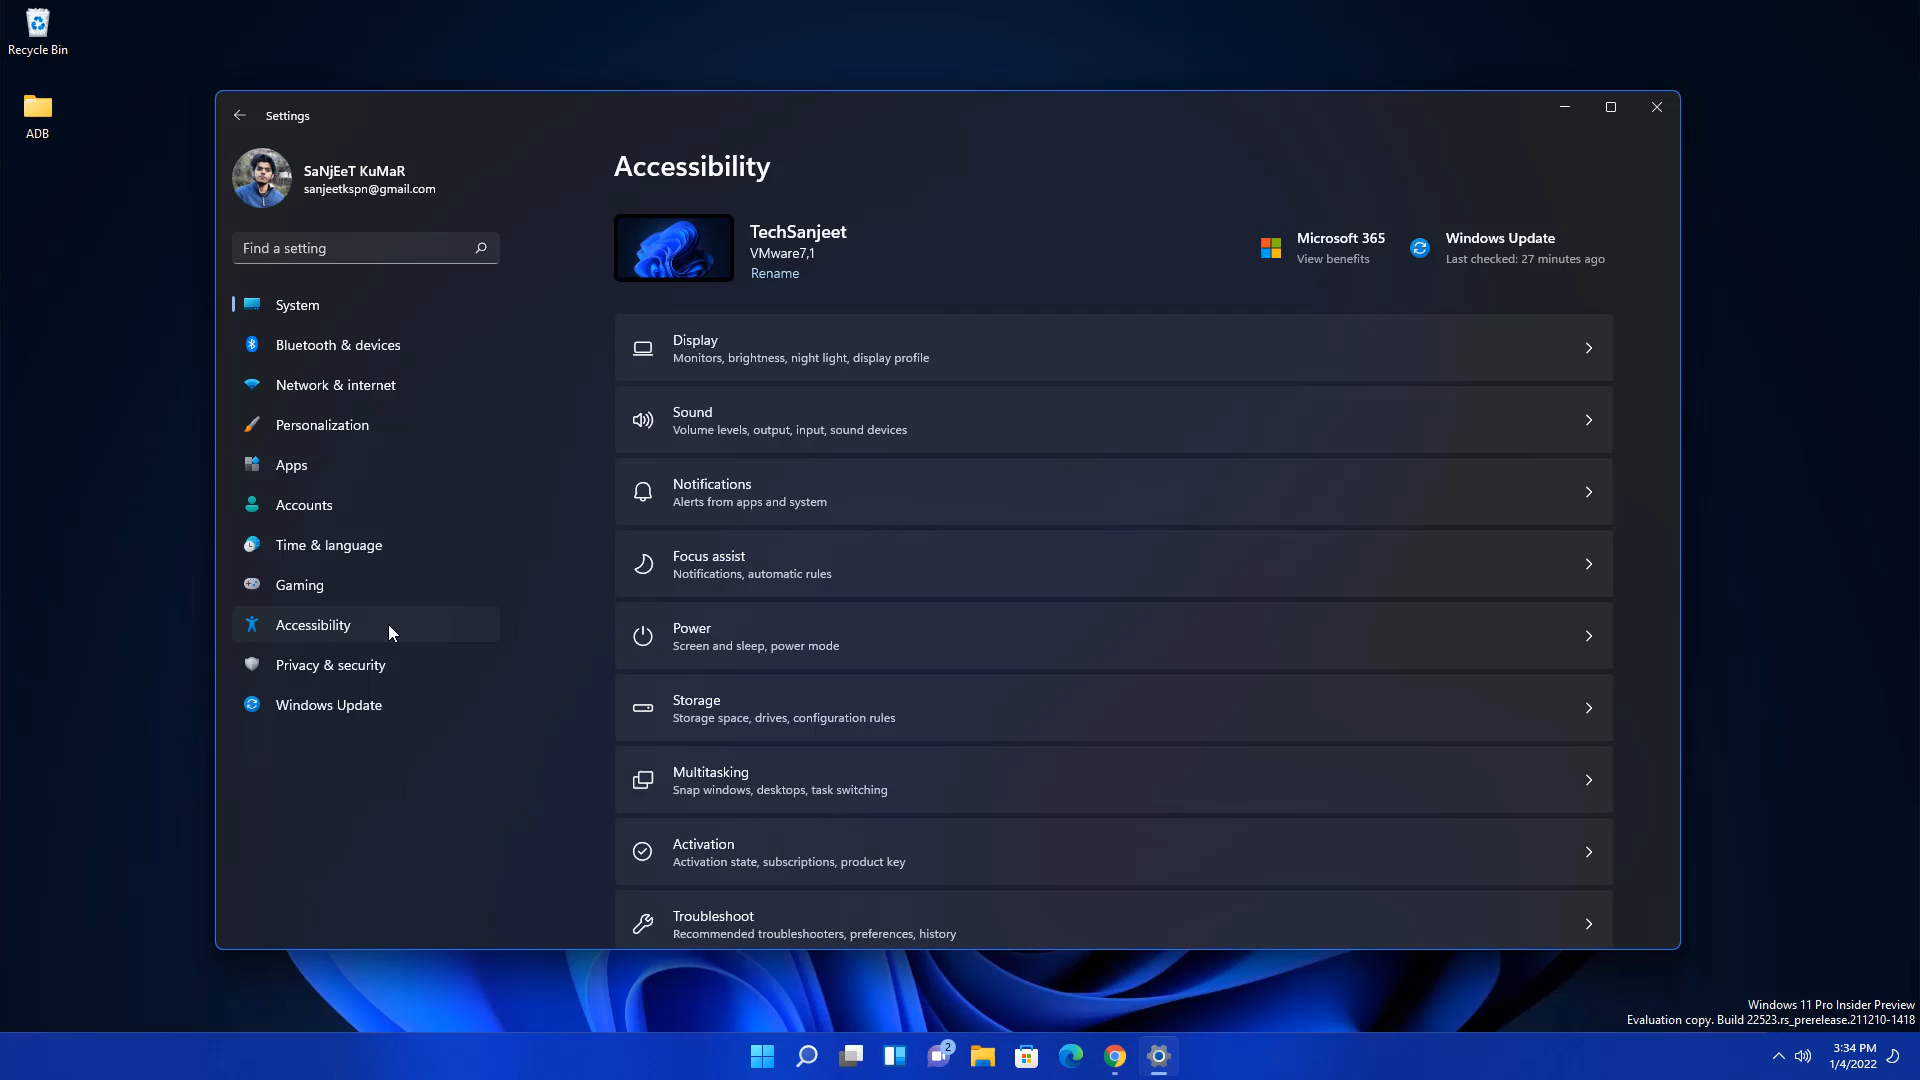 Recycle Bin
ADB
Settings
SaNjEeT KuMaR
sanjeetkspn@gmail.com
Find a setting
System
Bluetooth & devices
Network & internet
Personalization
Apps
Accounts
Time & language
Gaming
Accessibility
Privacy & security
Windows Update
Accessibility
TechSanjeet
VMware7,1
Rename
Microsoft 365
View benefits
Windows Update
Last checked: 27 minutes ago
Display
Monitors, brightness, night light, display profile
Sound
Volume levels, output, input, sound devices
Notifications
Alerts from apps and system
Focus assist
Notifications, automatic rules
Power
Screen and sleep, power mode
Storage
Storage space, drives, configuration rules
Multitasking
Snap windows, desktops, task switching
Activation
Activation state, subscriptions, product key
Troubleshoot
Recommended troubleshooters, preferences, history
Windows 11 Pro Insider Preview
Evaluation copy. Build 22523.rs_prerelease.211210-1418
2
3:34 PM
1/4/2022